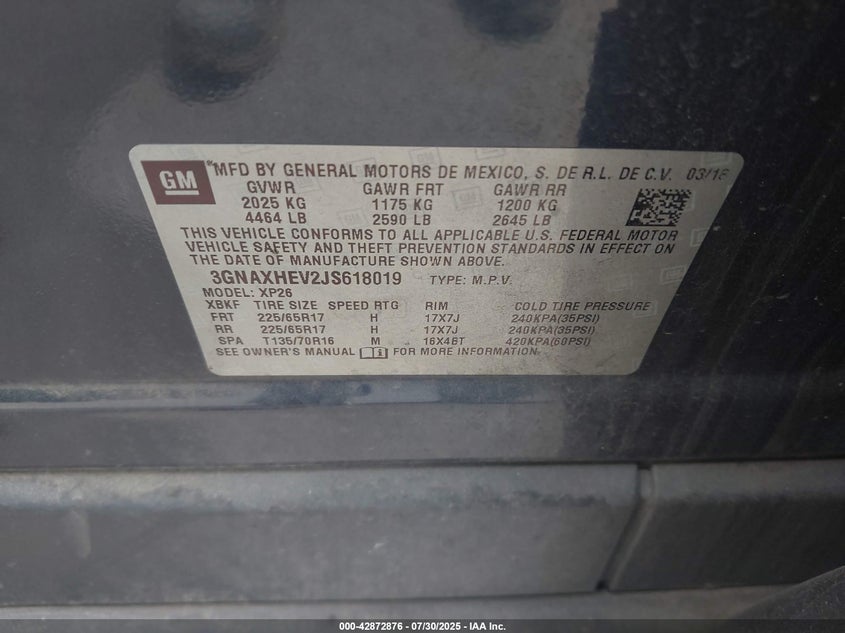 GM
MFD BY GENERAL MOTORS DE MEXICO, S. DE R.L. DE C.V. 03/18
GVWR GAWR FRT GAWR RR
2025 KG 1175 KG 1200 KG
4464 LB 2590 LB 2645 LB
THIS VEHICLE CONFORMS TO ALL APPLICABLE U.S. FEDERAL MOTOR
VEHICLE SAFETY AND THEFT PREVENTION STANDARDS IN EFFECT ON
THE DATE OF MANUFACTURE SHOWN ABOVE.
3GNAXHEV2JS618019 TYPE: M.P.V.
MODEL: XP26
XBKF TIRE SIZE SPEED RTG RIM COLD TIRE PRESSURE
FRT 225/65R17 H 17X7J 240KPA(35PSI)
RR 225/65R17 H 17X7J 240KPA(35PSI)
SPA T135/70R16 M 16X4BT 420KPA(60PSI)
SEE OWNER'S MANUAL FOR MORE INFORMATION.
000-42872876 - 07/30/2025 - IAA Inc.